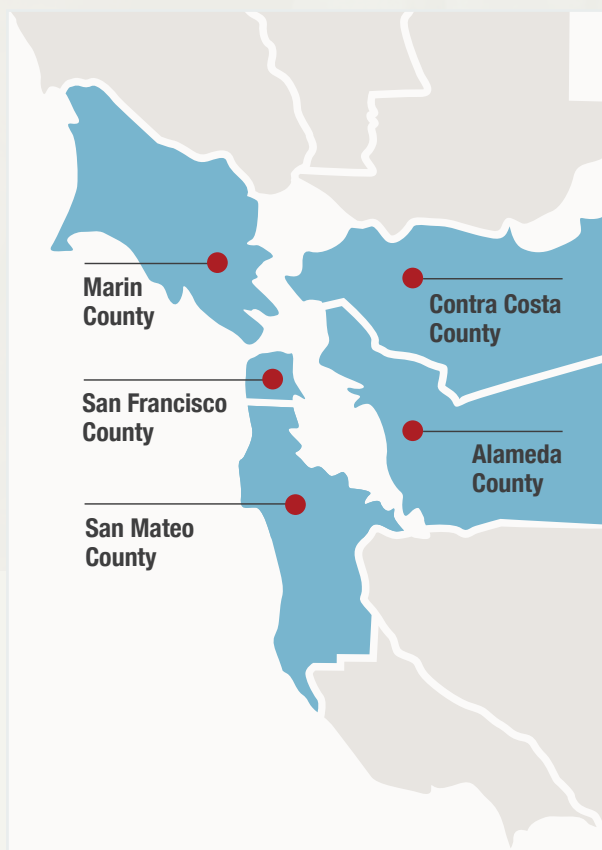 Marin
County
Contra Costa
County
San Francisco
County
Alameda
County
San Mateo
County